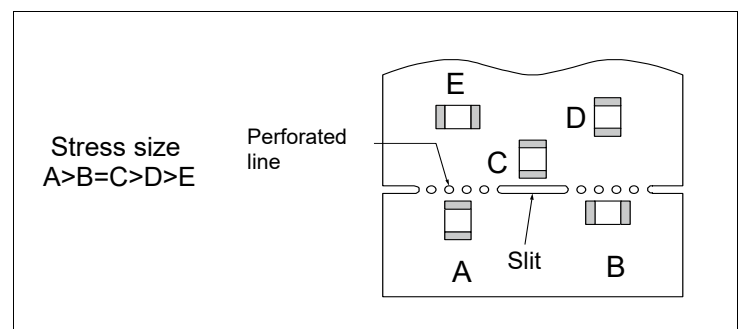 Stress size
A>B=C>D>E
Perforated
line
E
D
C
A
Slit
B